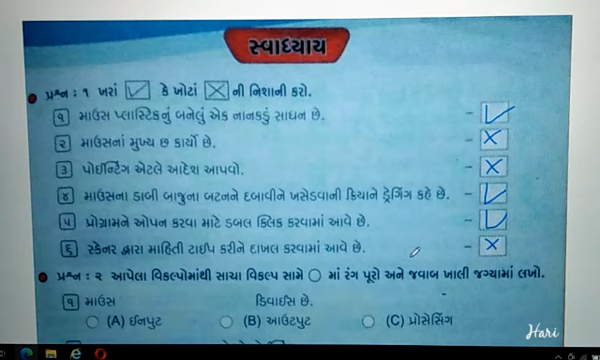 સ્વાધ્યાય
પ્રશ્ન : ૧ ખરાં ☑ કે ખોટાં ☒ ની નિશાની કરો.
૧ માઉસ પ્લાસ્ટિકનું બનેલું એક નાનકડું સાધન છે. - ✓
૨ માઉસનાં મુખ્ય છ કાર્યો છે. - ✗
૩ પોઈન્ટિંગ એટલે આદેશ આપવો. - ✗
૪ માઉસના ડાબી બાજુના બટનને દબાવીને ખસેડવાની ક્રિયાને ડ્રેગિંગ કહે છે. - ✓
૫ પ્રોગ્રામને ઓપન કરવા માટે ડબલ ક્લિક કરવામાં આવે છે. - ✓
૬ સ્કેનર દ્વારા માહિતી ટાઈપ કરીને દાખલ કરવામાં આવે છે. - ✗
પ્રશ્ન : ૨ આપેલા વિકલ્પોમાંથી સાચા વિકલ્પ સામે ○ માં રંગ પૂરો અને જવાબ ખાલી જગ્યામાં લખો.
૧ માઉસ ડિવાઈસ છે.
○ (A) ઈનપુટ ○ (B) આઉટપુટ ○ (C) પ્રોસેસિંગ
Hari